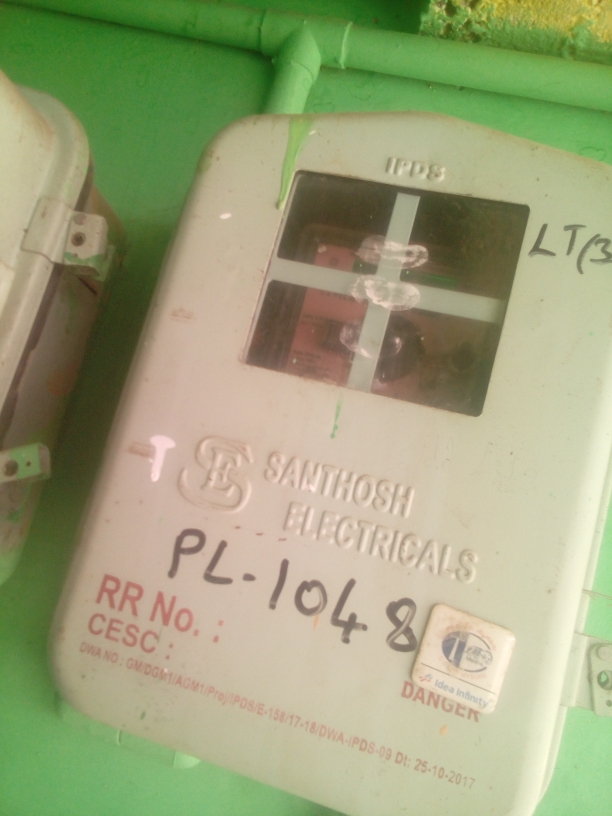 IPDS
LT(3
SANTHOSH
ELECTRICALS
PL-1048
RR No. :
CESC :
DWA NO : GM/DGM1/AGM1/Proj/IPDS/E-158/17-18/DWA-IPDS-09 Dt: 25-10-2017
idea Infinity
DANGER